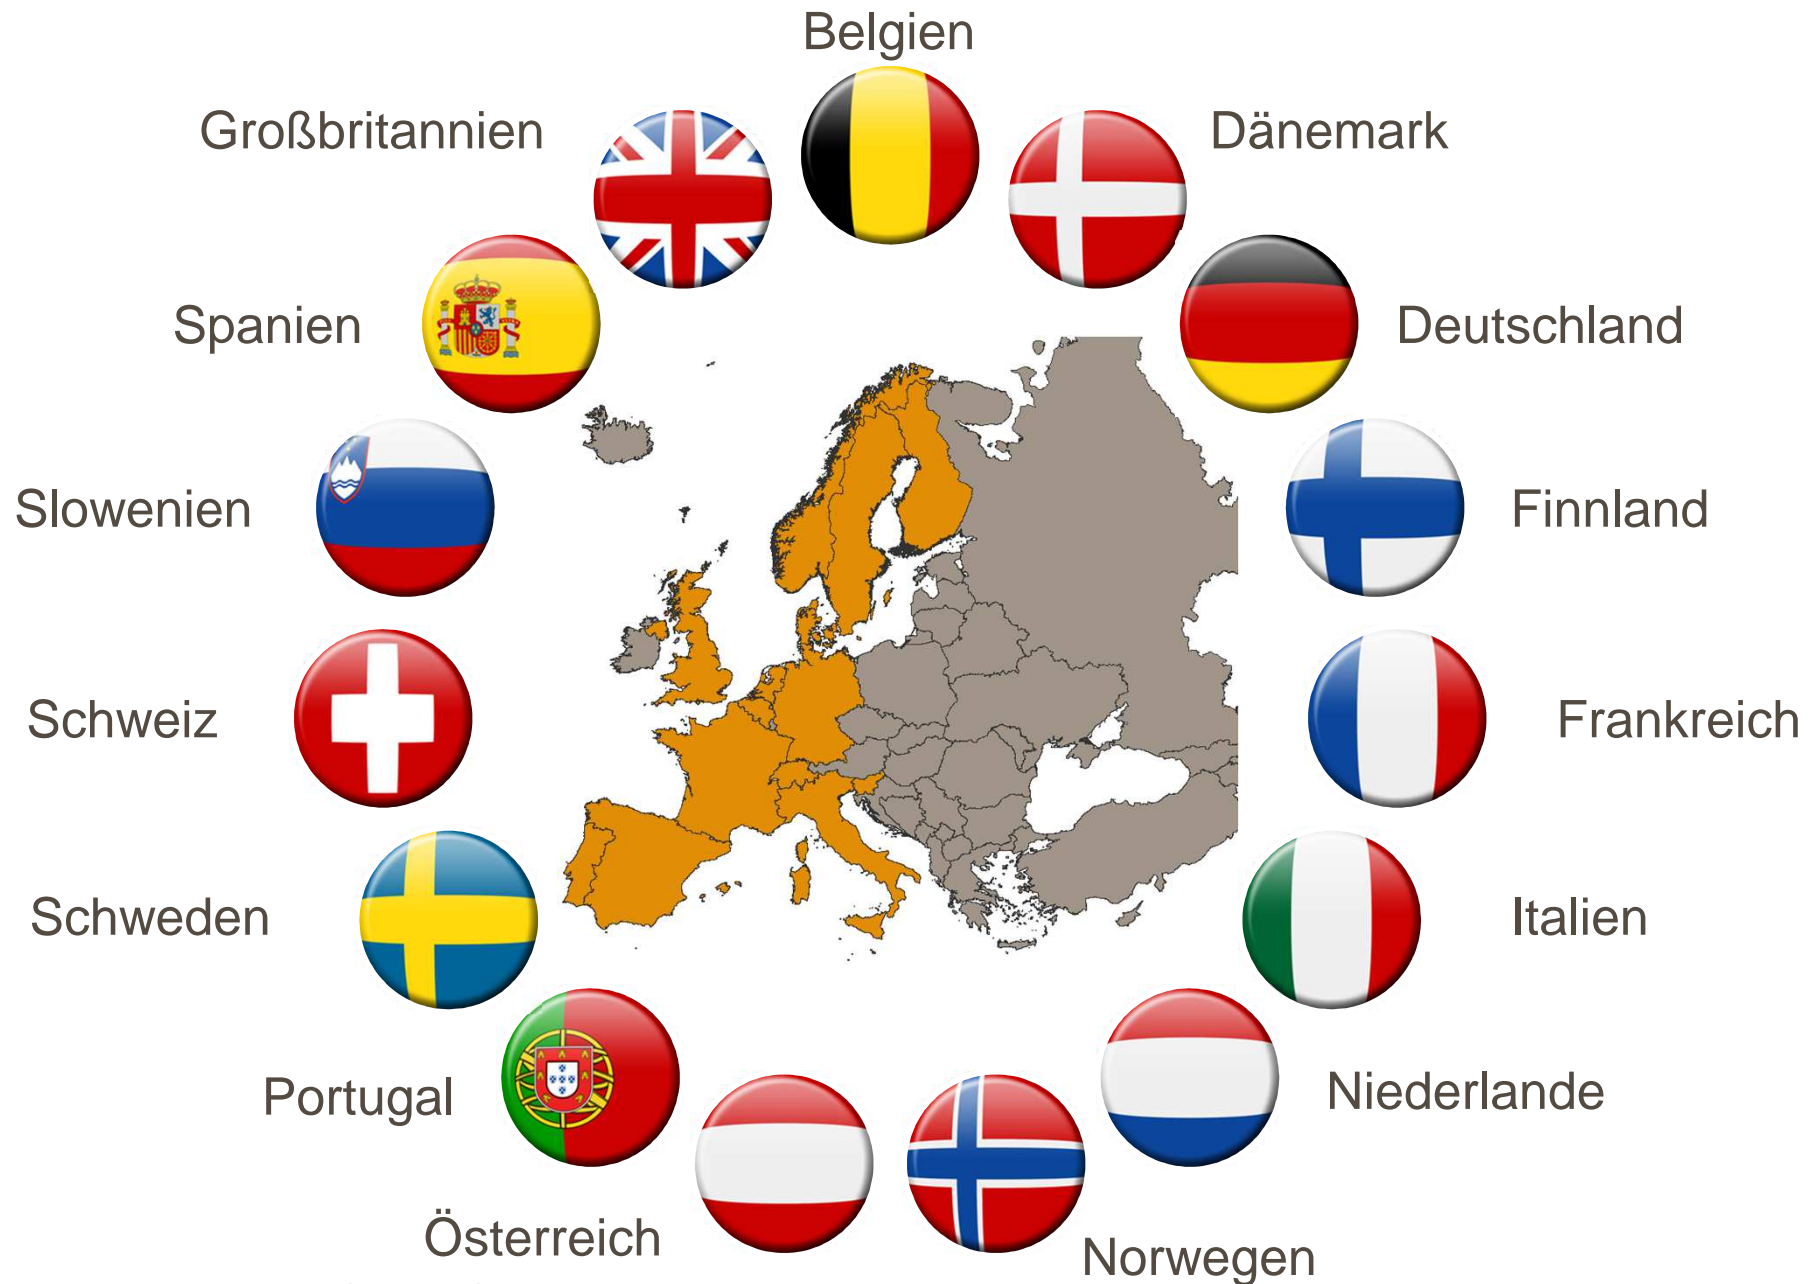 Belgien
Großbritannien
Dänemark
Spanien
Deutschland
Slowenien
Finnland
Schweiz
Frankreich
Schweden
Italien
Portugal
Niederlande
Österreich
Norwegen